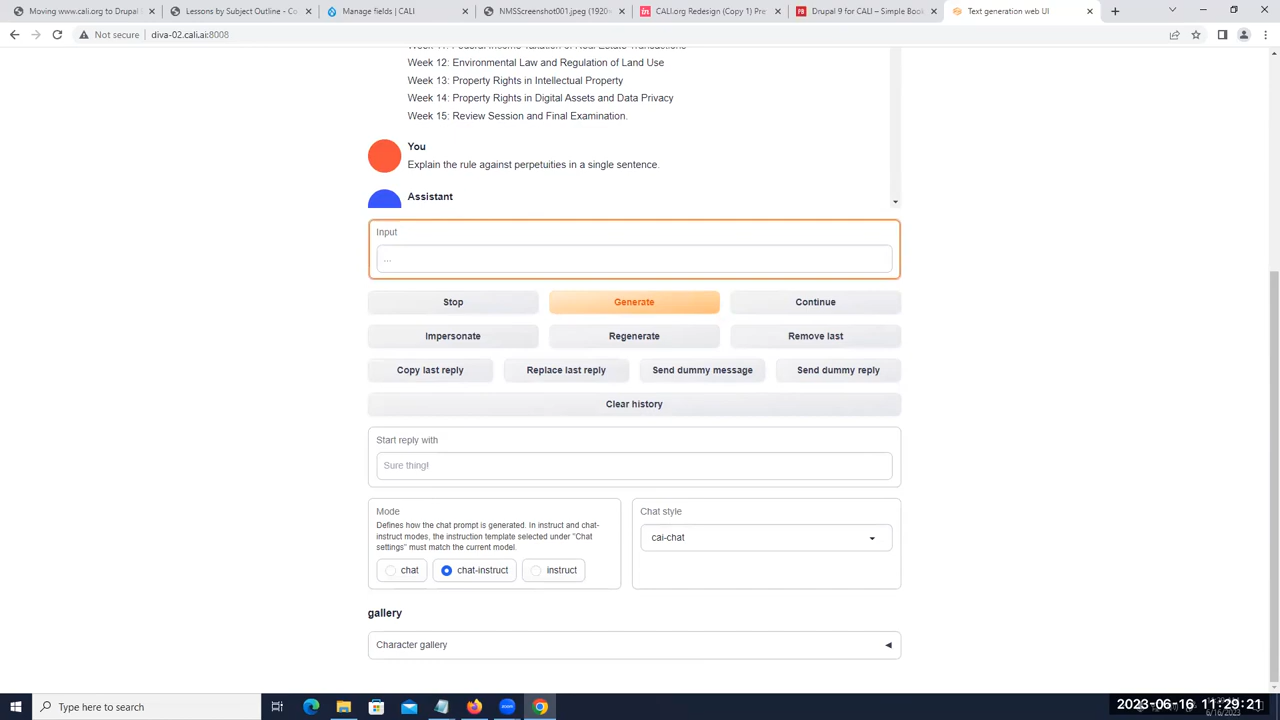 Moving www.cali.org to Drupal
Lessons by Subject Outline - Co
Manage fields | CALI
NMSScreenshot001.jpeg (1920×
CALI.org Redesign (Copy 1) Pro
Drupal 9 for CALI – Simple Book
Text generation web UI
Not secure | diva-02.cali.ai:8008
Week 12: Environmental Law and Regulation of Land Use
Week 13: Property Rights in Intellectual Property
Week 14: Property Rights in Digital Assets and Data Privacy
Week 15: Review Session and Final Examination.
You
Explain the rule against perpetuities in a single sentence.
Assistant
Input
...
Stop
Generate
Continue
Impersonate
Regenerate
Remove last
Copy last reply
Replace last reply
Send dummy message
Send dummy reply
Clear history
Start reply with
Sure thing!
Mode
Defines how the chat prompt is generated. In instruct and chat-
instruct modes, the instruction template selected under "Chat
settings" must match the current model.
chat
chat-instruct
instruct
Chat style
cai-chat
gallery
Character gallery
Type here to search
zoom
2023-06-16 11:29:21